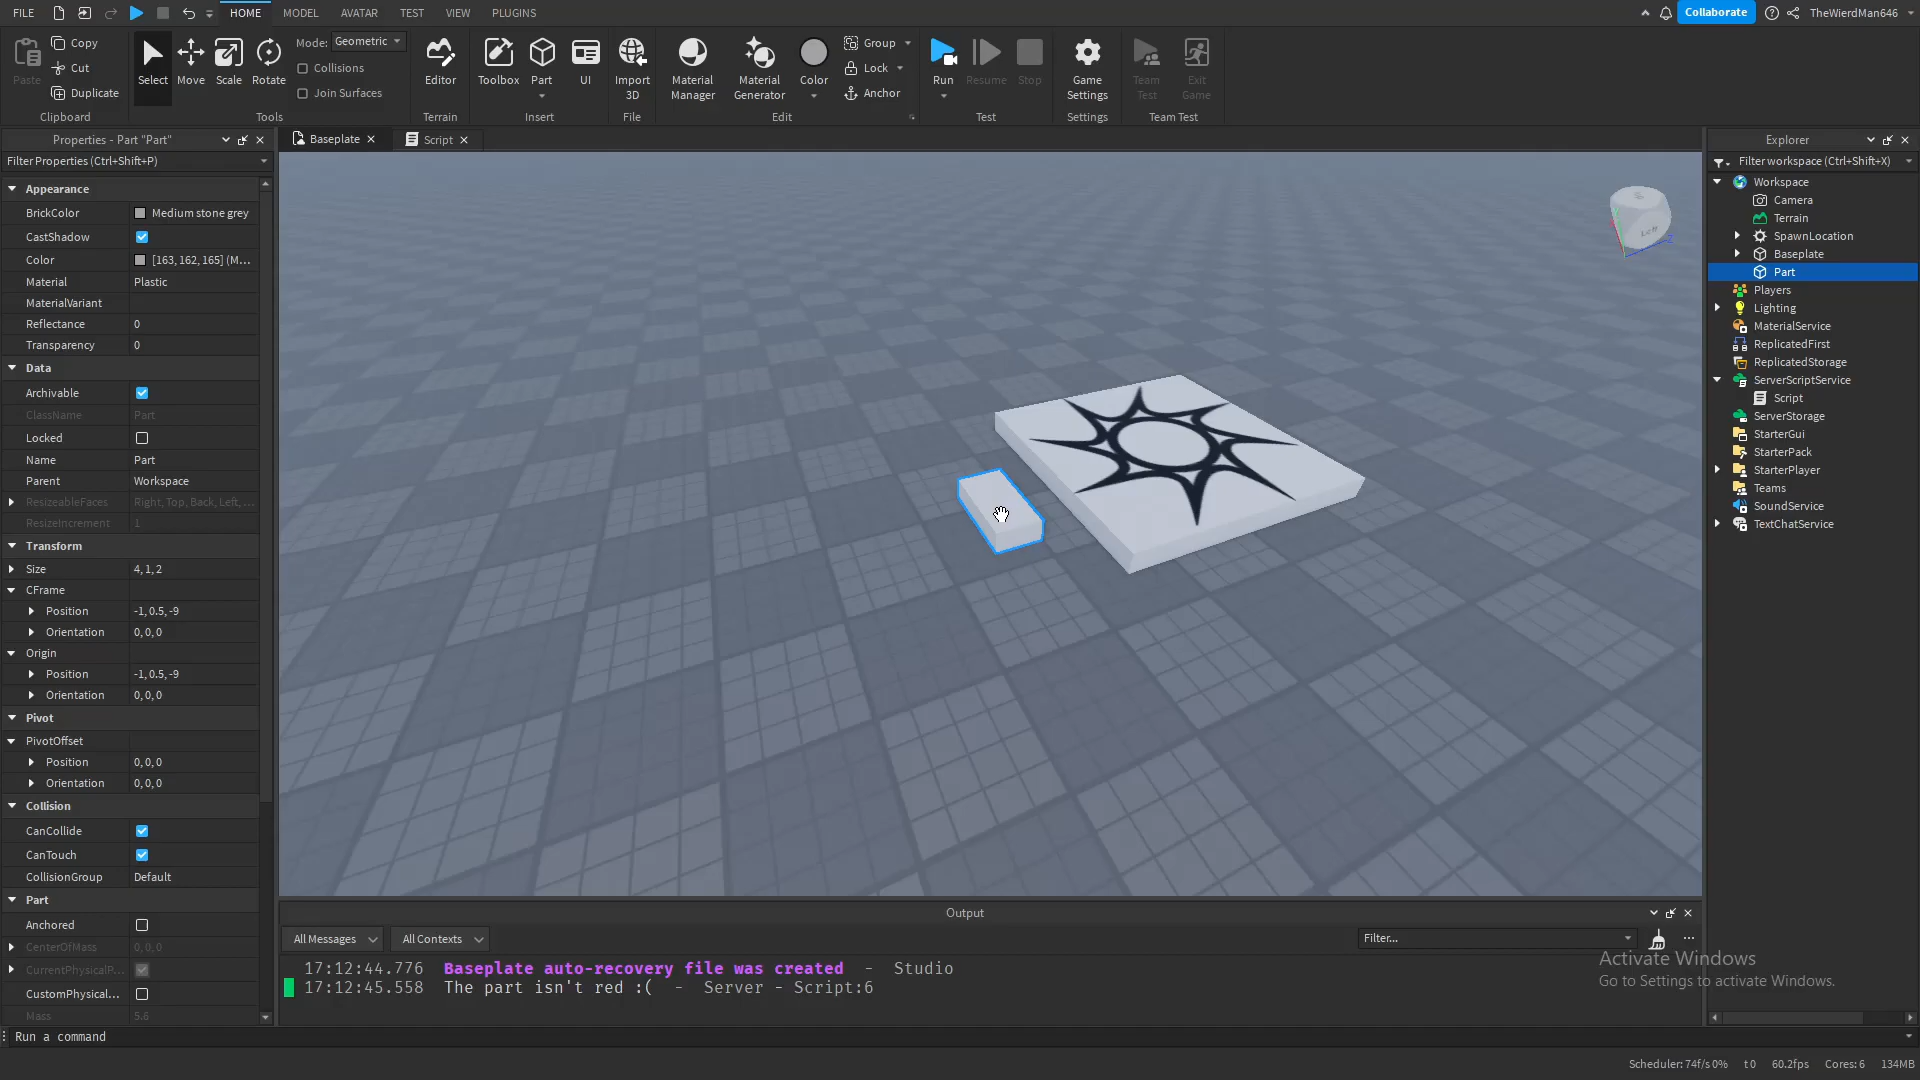 FILE HOME MODEL AVATAR TEST VIEW PLUGINS Collaborate TheWierdMan646
Paste Copy Cut Duplicate Clipboard
Select Move Scale Rotate Mode: Geometric Collisions Join Surfaces Tools
Editor Terrain
Toolbox Part UI Insert
Import 3D File
Material Manager Material Generator Color Group Lock Anchor Edit
Run Resume Stop Test
Game Settings Settings
Team Test Exit Game Team Test
Properties - Part "Part"
Filter Properties (Ctrl+Shift+P)
Appearance
BrickColor Medium stone grey
CastShadow
Color [163, 162, 165] (M...
Material Plastic
MaterialVariant
Reflectance 0
Transparency 0
Data
Archivable
ClassName Part
Locked
Name Part
Parent Workspace
ResizeableFaces Right, Top, Back, Left, ...
ResizeIncrement 1
Transform
Size 4, 1, 2
CFrame
Position -1, 0.5, -9
Orientation 0, 0, 0
Origin
Position -1, 0.5, -9
Orientation 0, 0, 0
Pivot
PivotOffset
Position 0, 0, 0
Orientation 0, 0, 0
Collision
CanCollide
CanTouch
CollisionGroup Default
Part
Anchored
CenterOfMass 0, 0, 0
CurrentPhysicalP...
CustomPhysical...
Mass 5.6
Baseplate Script
Left
Explorer
Filter workspace (Ctrl+Shift+X)
Workspace
Camera
Terrain
SpawnLocation
Baseplate
Part
Players
Lighting
MaterialService
ReplicatedFirst
ReplicatedStorage
ServerScriptService
Script
ServerStorage
StarterGui
StarterPack
StarterPlayer
Teams
SoundService
TextChatService
Output
All Messages All Contexts Filter... ...
17:12:44.776 Baseplate auto-recovery file was created - Studio
17:12:45.558 The part isn't red :( - Server - Script:6
Activate Windows
Go to Settings to activate Windows.
Run a command
Scheduler: 74f/s 0% t 0 60.2fps Cores: 6 134MB